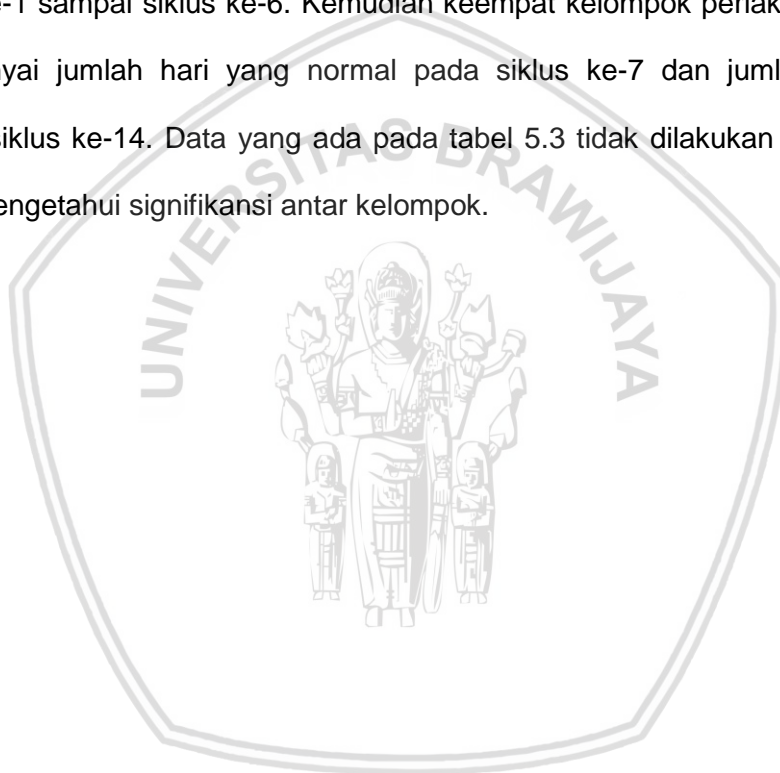 e-1 sampai siklus ke-6. Kemudian keempat kelompok perlak
nyai jumlah hari yang normal pada siklus ke-7 dan juml
siklus ke-14. Data yang ada pada tabel 5.3 tidak dilakukan
engetahui signifikansi antar kelompok.
UNIVERSITAS BRAWIJAYA